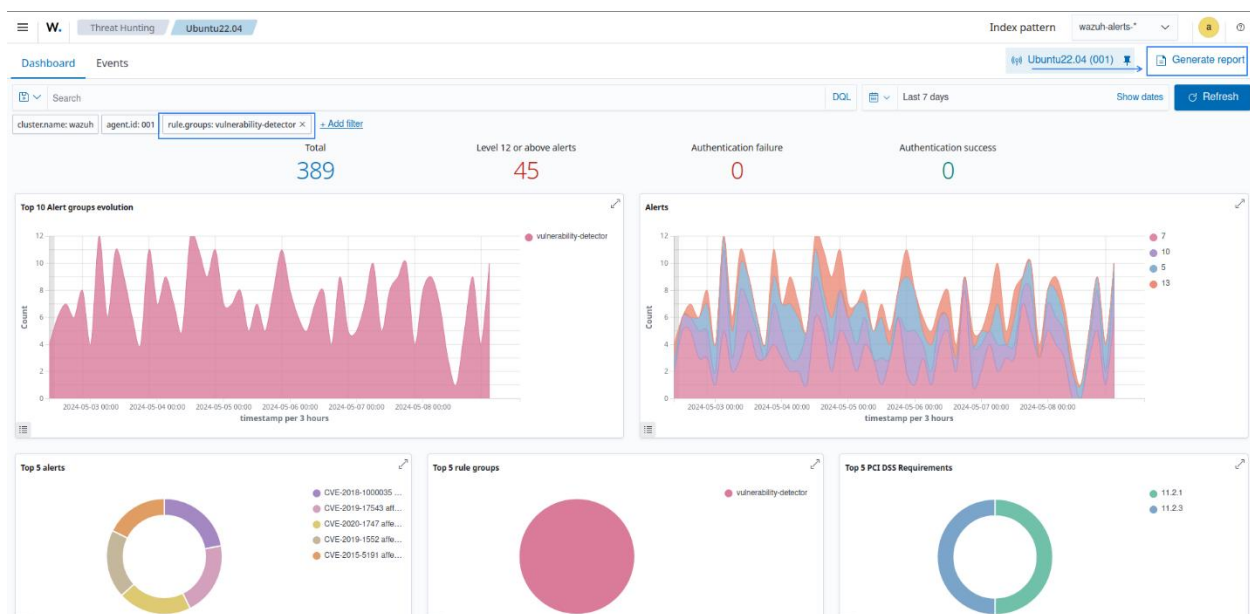 W. Threat Hunting Ubuntu22.04 Index pattern wazuh-alerts-* a
Dashboard Events Ubuntu22.04 (001) Generate report
Search DQL Last 7 days Show dates Refresh
cluster.name: wazuh agent.id: 001 rule.groups: vulnerability-detector × + Add filter
Total Level 12 or above alerts Authentication failure Authentication success
389 45 0 0
Top 10 Alert groups evolution
12
10
8
6
4
2
0
Count
2024-05-03 00:00 2024-05-04 00:00 2024-05-05 00:00 2024-05-06 00:00 2024-05-07 00:00 2024-05-08 00:00
timestamp per 3 hours
vulnerability-detector
Alerts
12
10
8
6
4
2
0
Count
2024-05-03 00:00 2024-05-04 00:00 2024-05-05 00:00 2024-05-06 00:00 2024-05-07 00:00 2024-05-08 00:00
timestamp per 3 hours
7
10
5
13
Top 5 alerts
CVE-2018-1000035 ...
CVE-2019-17543 aff...
CVE-2020-1747 affe...
CVE-2019-1552 affe...
CVE-2015-5191 affe...
Top 5 rule groups
vulnerability-detector
Top 5 PCI DSS Requirements
11.2.1
11.2.3